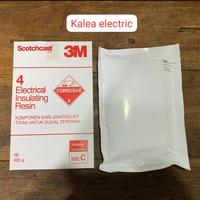 Kalea electric
Scotchcast
3M
4
Electrical
Insulating
Resin
CORROSIVE
8
KOMPONEN DARI JOINTING KIT
TIDAK UNTUK DIJUAL TERPISAH
SIZE C
420 g